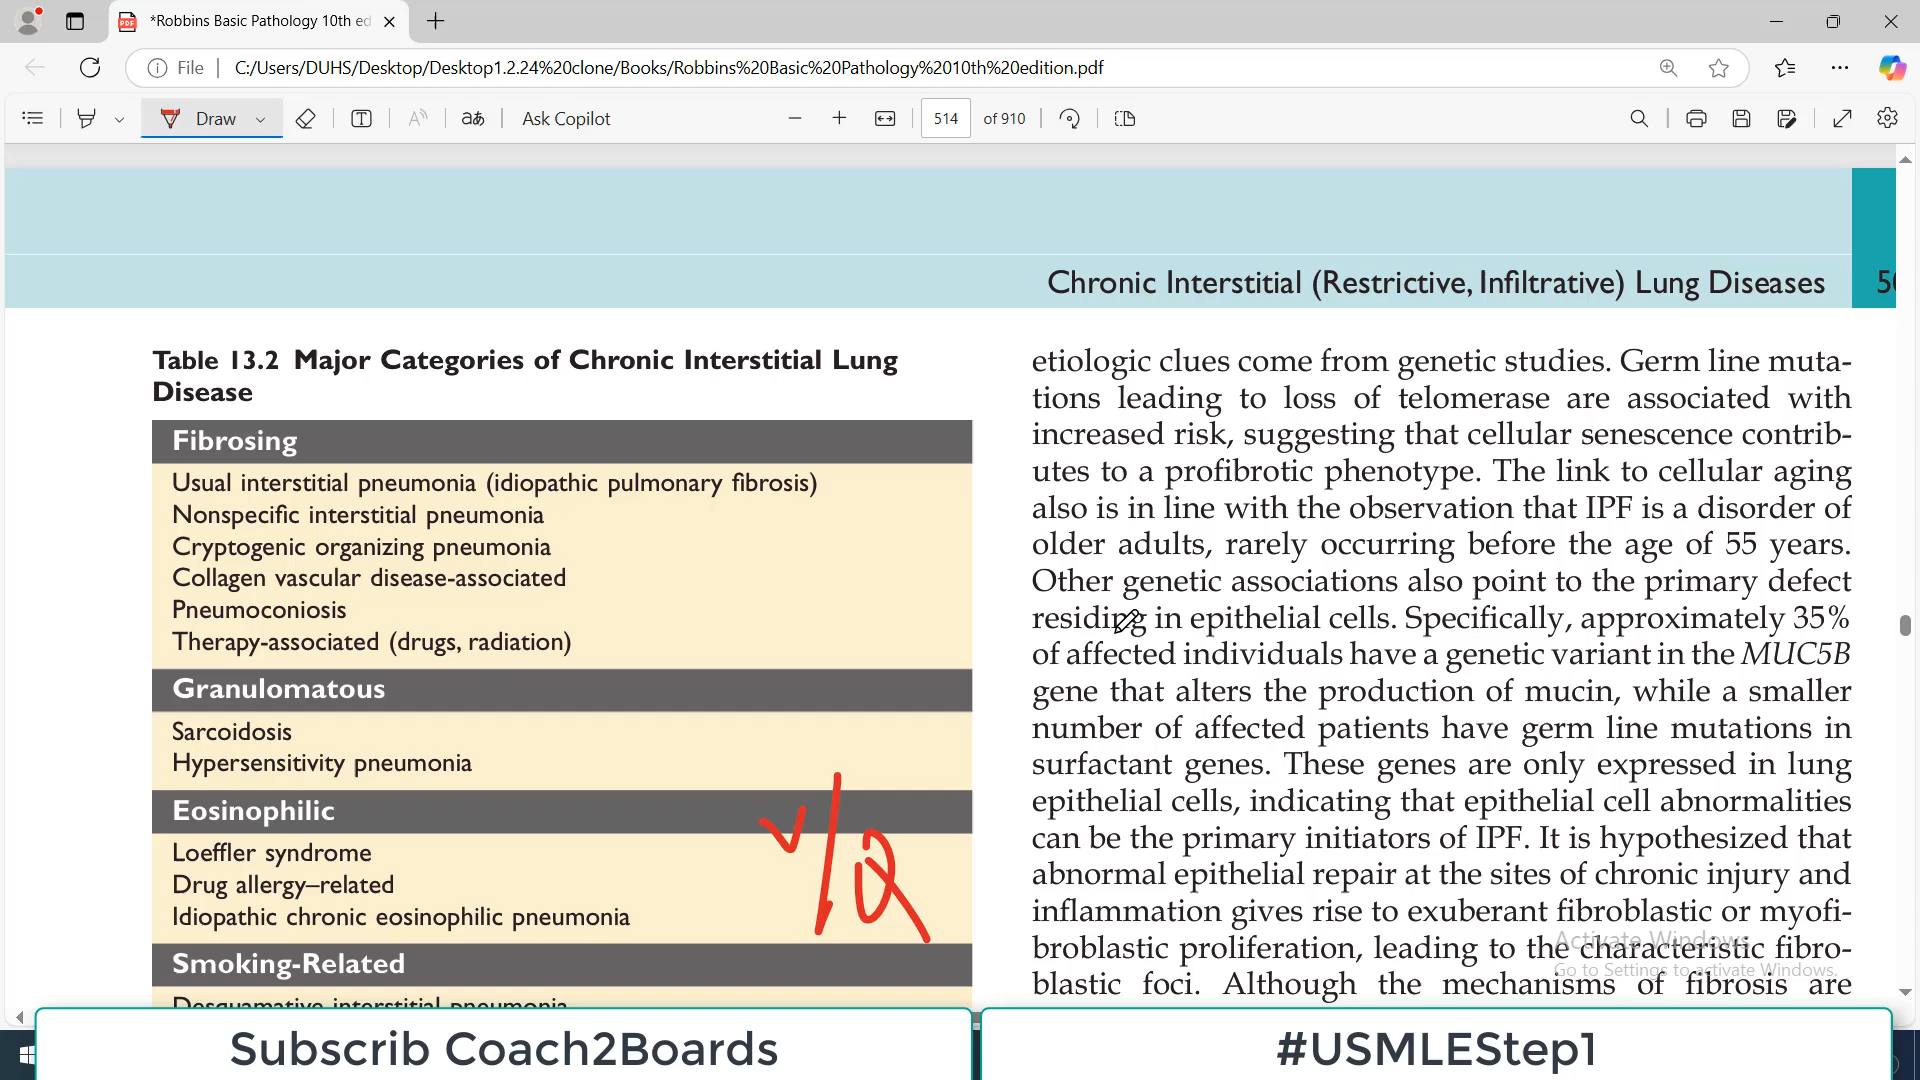 *Robbins Basic Pathology 10th ed
File
C:/Users/DUHS/Desktop/Desktop1.2.24%20clone/Books/Robbins%20Basic%20Pathology%2010th%20edition.pdf
Draw
Ask Copilot
514 of 910
Chronic Interstitial (Restrictive, Infiltrative) Lung Diseases
Table 13.2 Major Categories of Chronic Interstitial Lung
Disease
Fibrosing
Usual interstitial pneumonia (idiopathic pulmonary fibrosis)
Nonspecific interstitial pneumonia
Cryptogenic organizing pneumonia
Collagen vascular disease-associated
Pneumoconiosis
Therapy-associated (drugs, radiation)
Granulomatous
Sarcoidosis
Hypersensitivity pneumonia
Eosinophilic
Loeffler syndrome
Drug allergy–related
Idiopathic chronic eosinophilic pneumonia
V/Q
Smoking-Related
Desquamative interstitial pneumonia
etiologic clues come from genetic studies. Germ line muta-
tions leading to loss of telomerase are associated with
increased risk, suggesting that cellular senescence contrib-
utes to a profibrotic phenotype. The link to cellular aging
also is in line with the observation that IPF is a disorder of
older adults, rarely occurring before the age of 55 years.
Other genetic associations also point to the primary defect
residing in epithelial cells. Specifically, approximately 35%
of affected individuals have a genetic variant in the MUC5B
gene that alters the production of mucin, while a smaller
number of affected patients have germ line mutations in
surfactant genes. These genes are only expressed in lung
epithelial cells, indicating that epithelial cell abnormalities
can be the primary initiators of IPF. It is hypothesized that
abnormal epithelial repair at the sites of chronic injury and
inflammation gives rise to exuberant fibroblastic or myofi-
broblastic proliferation, leading to the characteristic fibro-
blastic foci. Although the mechanisms of fibrosis are
Activate Windows
Go to Settings to activate Windows.
Subscrib Coach2Boards
#USMLEStep1